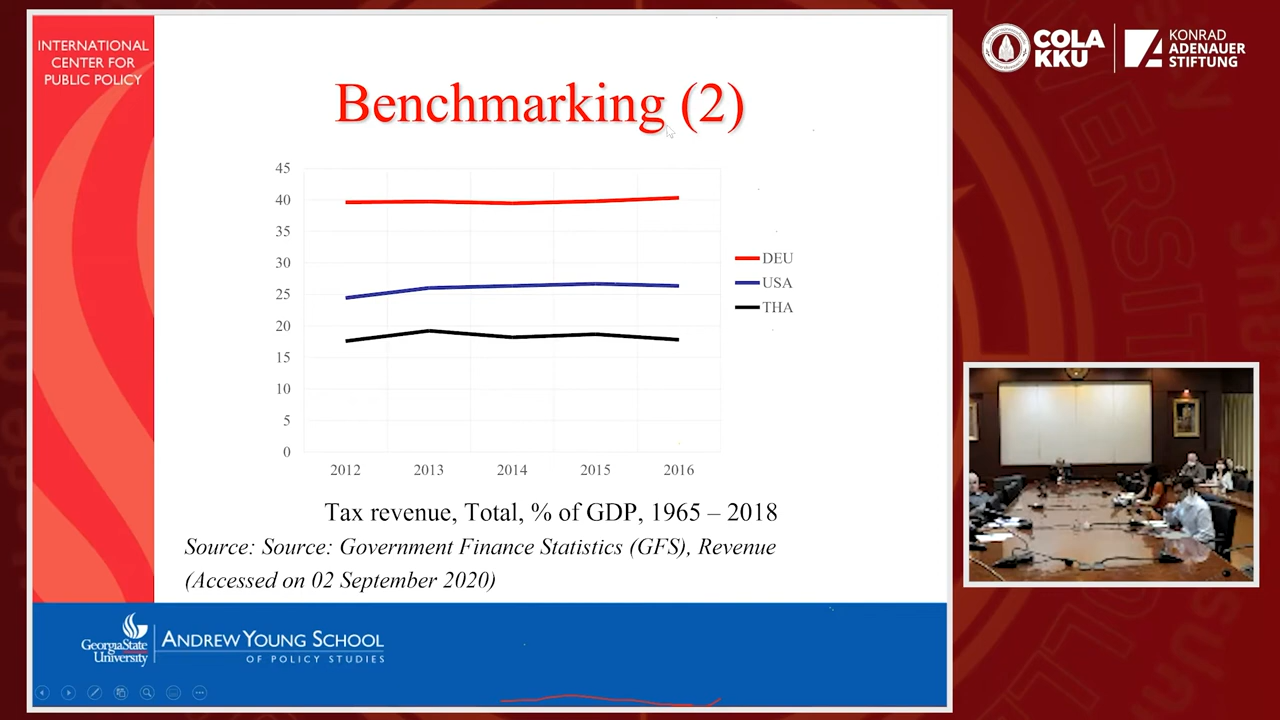 INTERNATIONAL
CENTER FOR
PUBLIC POLICY
Benchmarking (2)
45
40
35
30
25
20
15
10
5
0
2012 2013 2014 2015 2016
DEU
USA
THA
Tax revenue, Total, % of GDP, 1965 – 2018
Source: Source: Government Finance Statistics (GFS), Revenue
(Accessed on 02 September 2020)
GeorgiaState
University
ANDREW YOUNG SCHOOL
OF POLICY STUDIES
COLA
KKU
KONRAD
ADENAUER
STIFTUNG